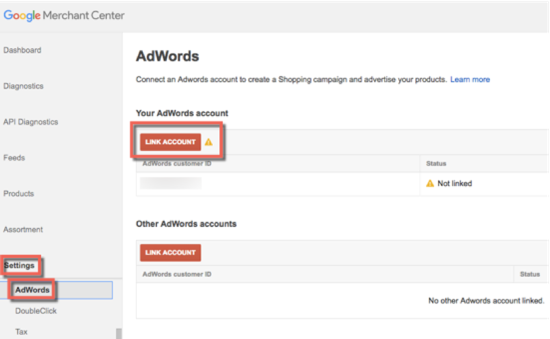 Google Merchant Center
Dashboard
Diagnostics
API Diagnostics
Feeds
Products
Assortment
Settings
AdWords
DoubleClick
Tax
AdWords
Connect an Adwords account to create a Shopping campaign and advertise your products. Learn more
Your AdWords account
LINK ACCOUNT
AdWords customer ID Status
Not linked
Other AdWords accounts
LINK ACCOUNT
AdWords customer ID Status
No other Adwords account linked.